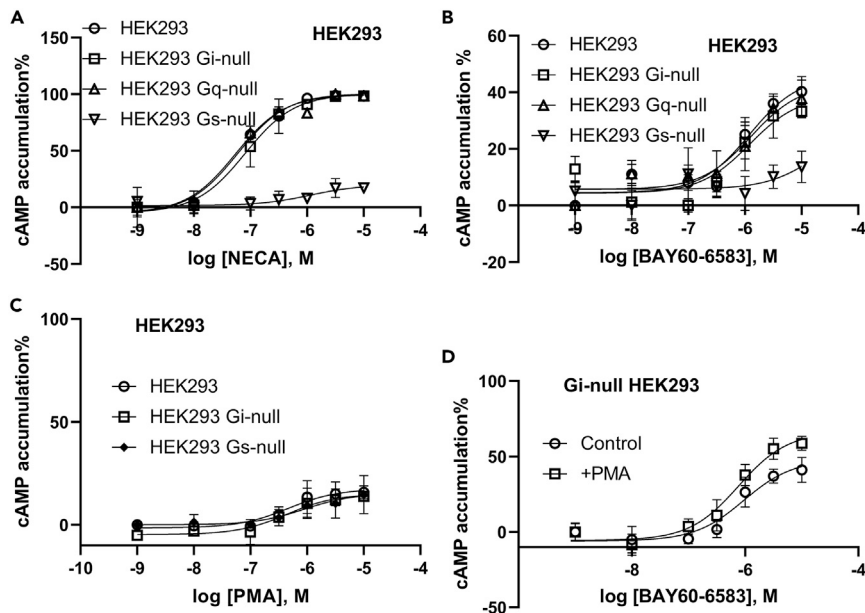 A
HEK293
HEK293
HEK293 Gi-null
HEK293 Gq-null
HEK293 Gs-null
cAMP accumulation%
150
100
50
0
-50
-9
-8
-7
-6
-5
-4
log [NECA], M
B
HEK293
HEK293
HEK293 Gi-null
HEK293 Gq-null
HEK293 Gs-null
cAMP accumulation %
60
40
20
0
-20
-9
-8
-7
-6
-5
-4
log [BAY60-6583], M
C
HEK293
HEK293
HEK293 Gi-null
HEK293 Gs-null
cAMP accumulation%
100
50
0
-10
-9
-8
-7
-6
-5
-4
log [PMA], M
D
Gi-null HEK293
Control
+PMA
cAMP accumulation%
100
50
0
-50
-8
-6
-4
log [BAY60-6583], M